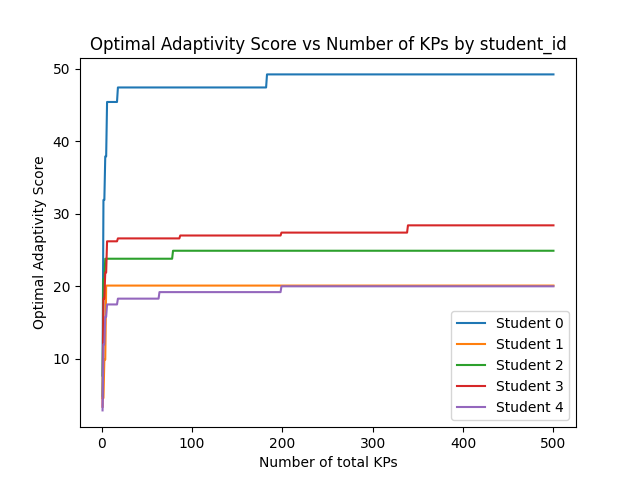 Optimal Adaptivity Score vs Number of KPs by student_id
Optimal Adaptivity Score
50
40
30
20
10
0
100
200
300
400
500
Number of total KPs
Student 0
Student 1
Student 2
Student 3
Student 4